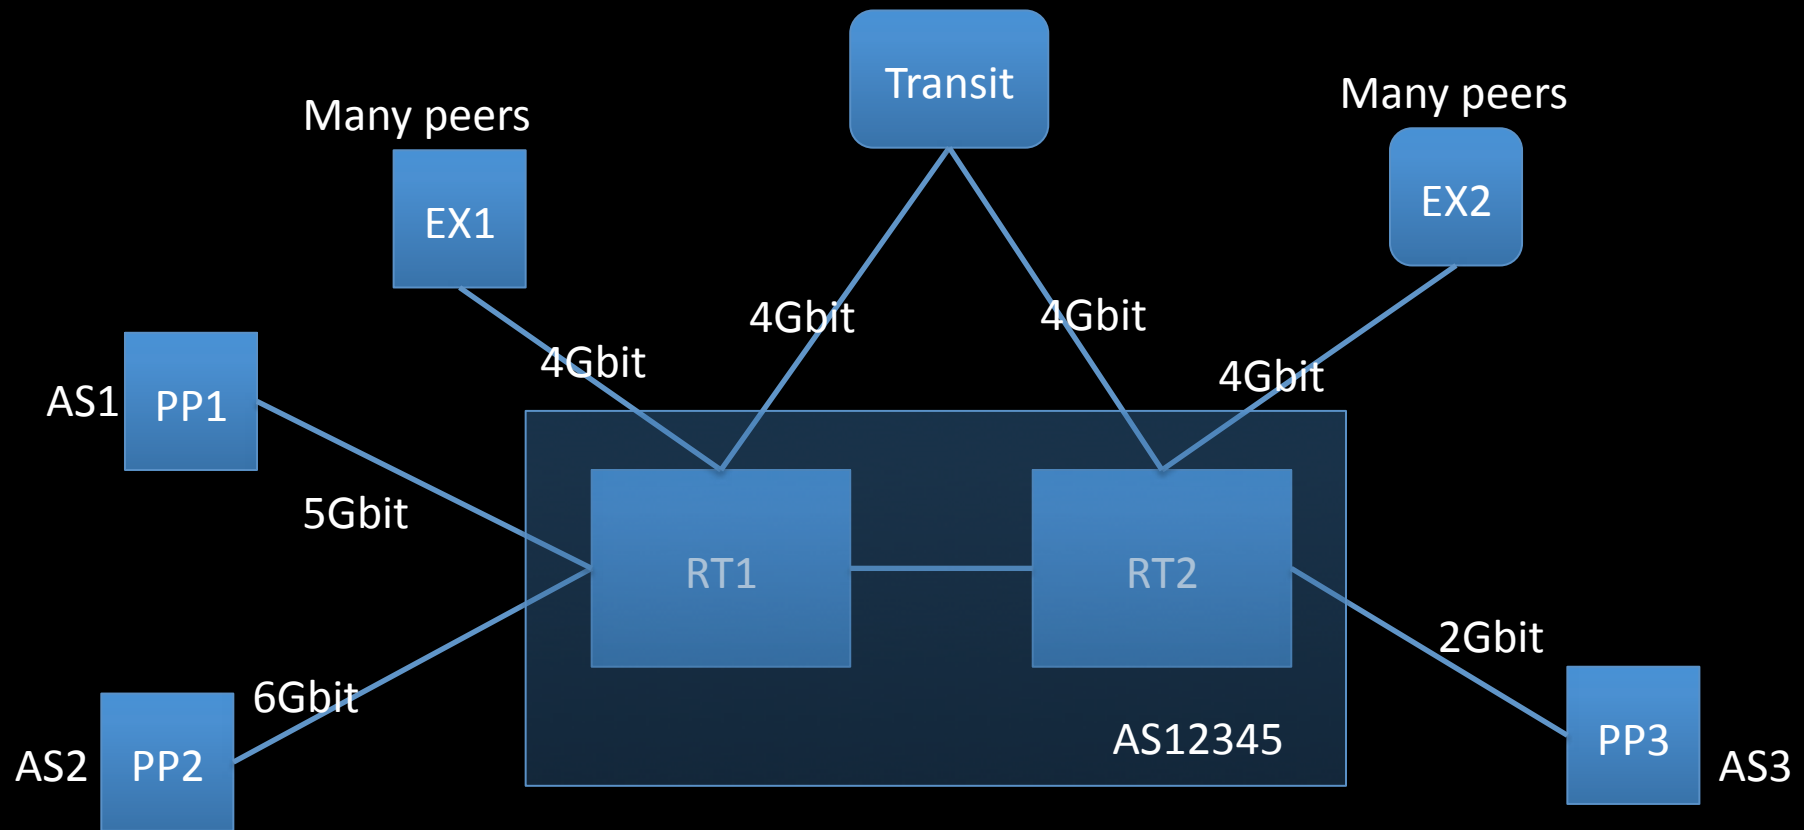 Transit
Many peers
Many peers
EX1
EX2
4Gbit
4Gbit
4Gbit
4Gbit
AS1
PP1
5Gbit
RT1
RT2
2Gbit
6Gbit
AS12345
PP3
AS3
AS2
PP2